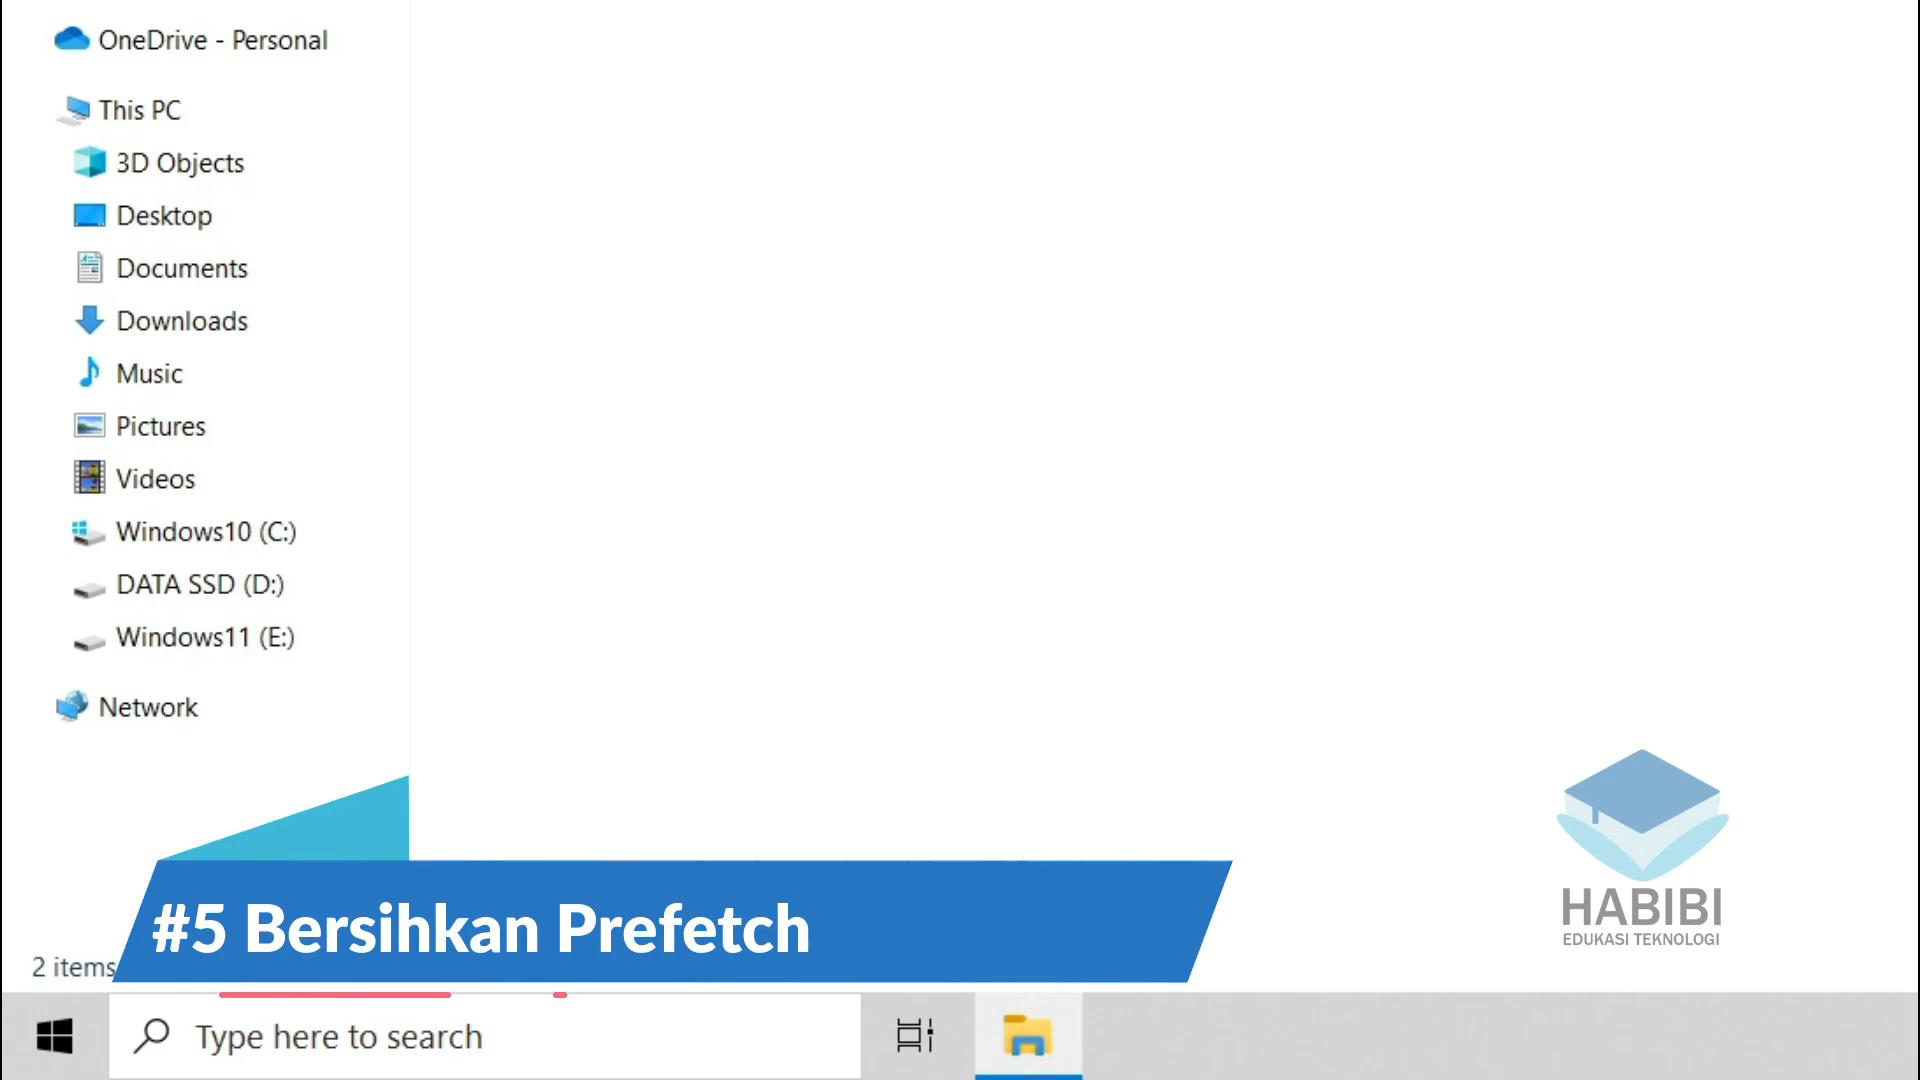 OneDrive - Personal
This PC
3D Objects
Desktop
Documents
Downloads
Music
Pictures
Videos
Windows10 (C:)
DATA SSD (D:)
Windows11 (E:)
Network
HABIBI
EDUKASI TEKNOLOGI
#5 Bersihkan Prefetch
2 items
Type here to search